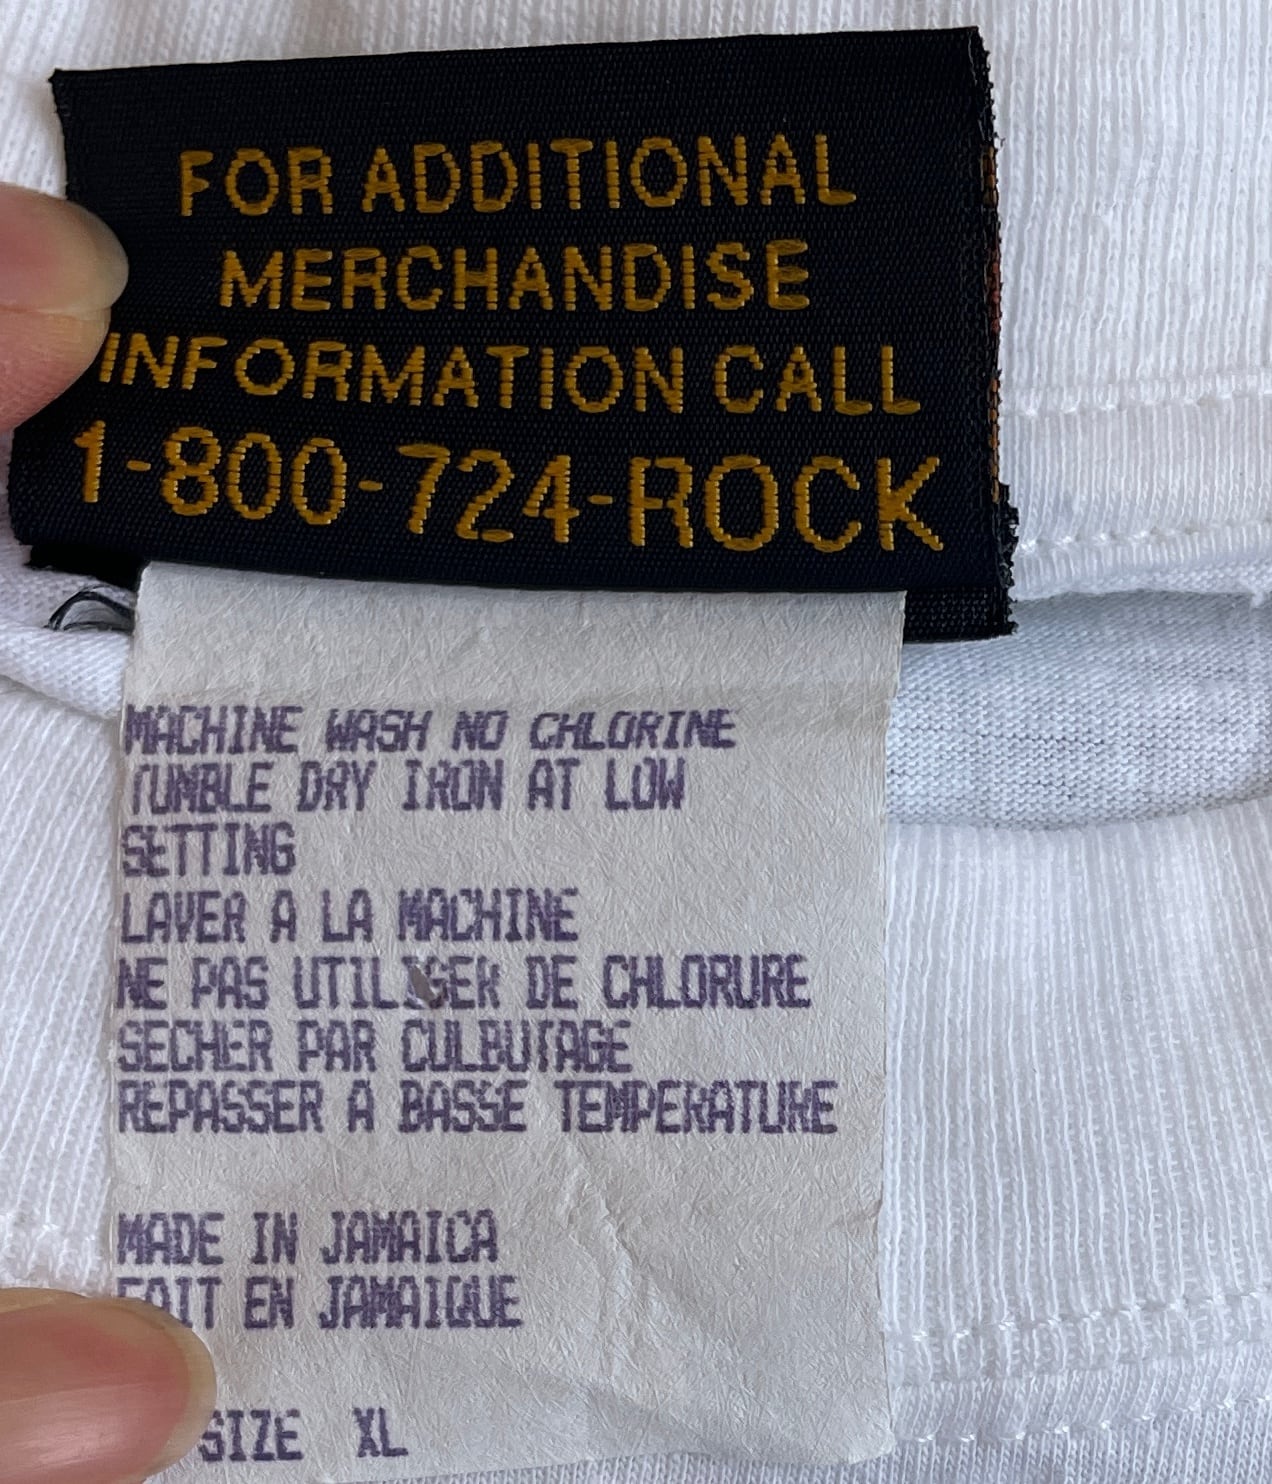 FOR ADDITIONAL
MERCHANDISE
INFORMATION CALL
1-800-724-ROCK
MACHINE WASH NO CHLORINE
TUMBLE DRY IRON AT LOW
SETTING
LAVER A LA MACHINE
NE PAS UTILISER DE CHLORURE
SECHER PAR CULBUTAGE
REPASSER A BASSE TEMPERATURE
MADE IN JAMAICA
FAIT EN JAMAIQUE
SIZE XL